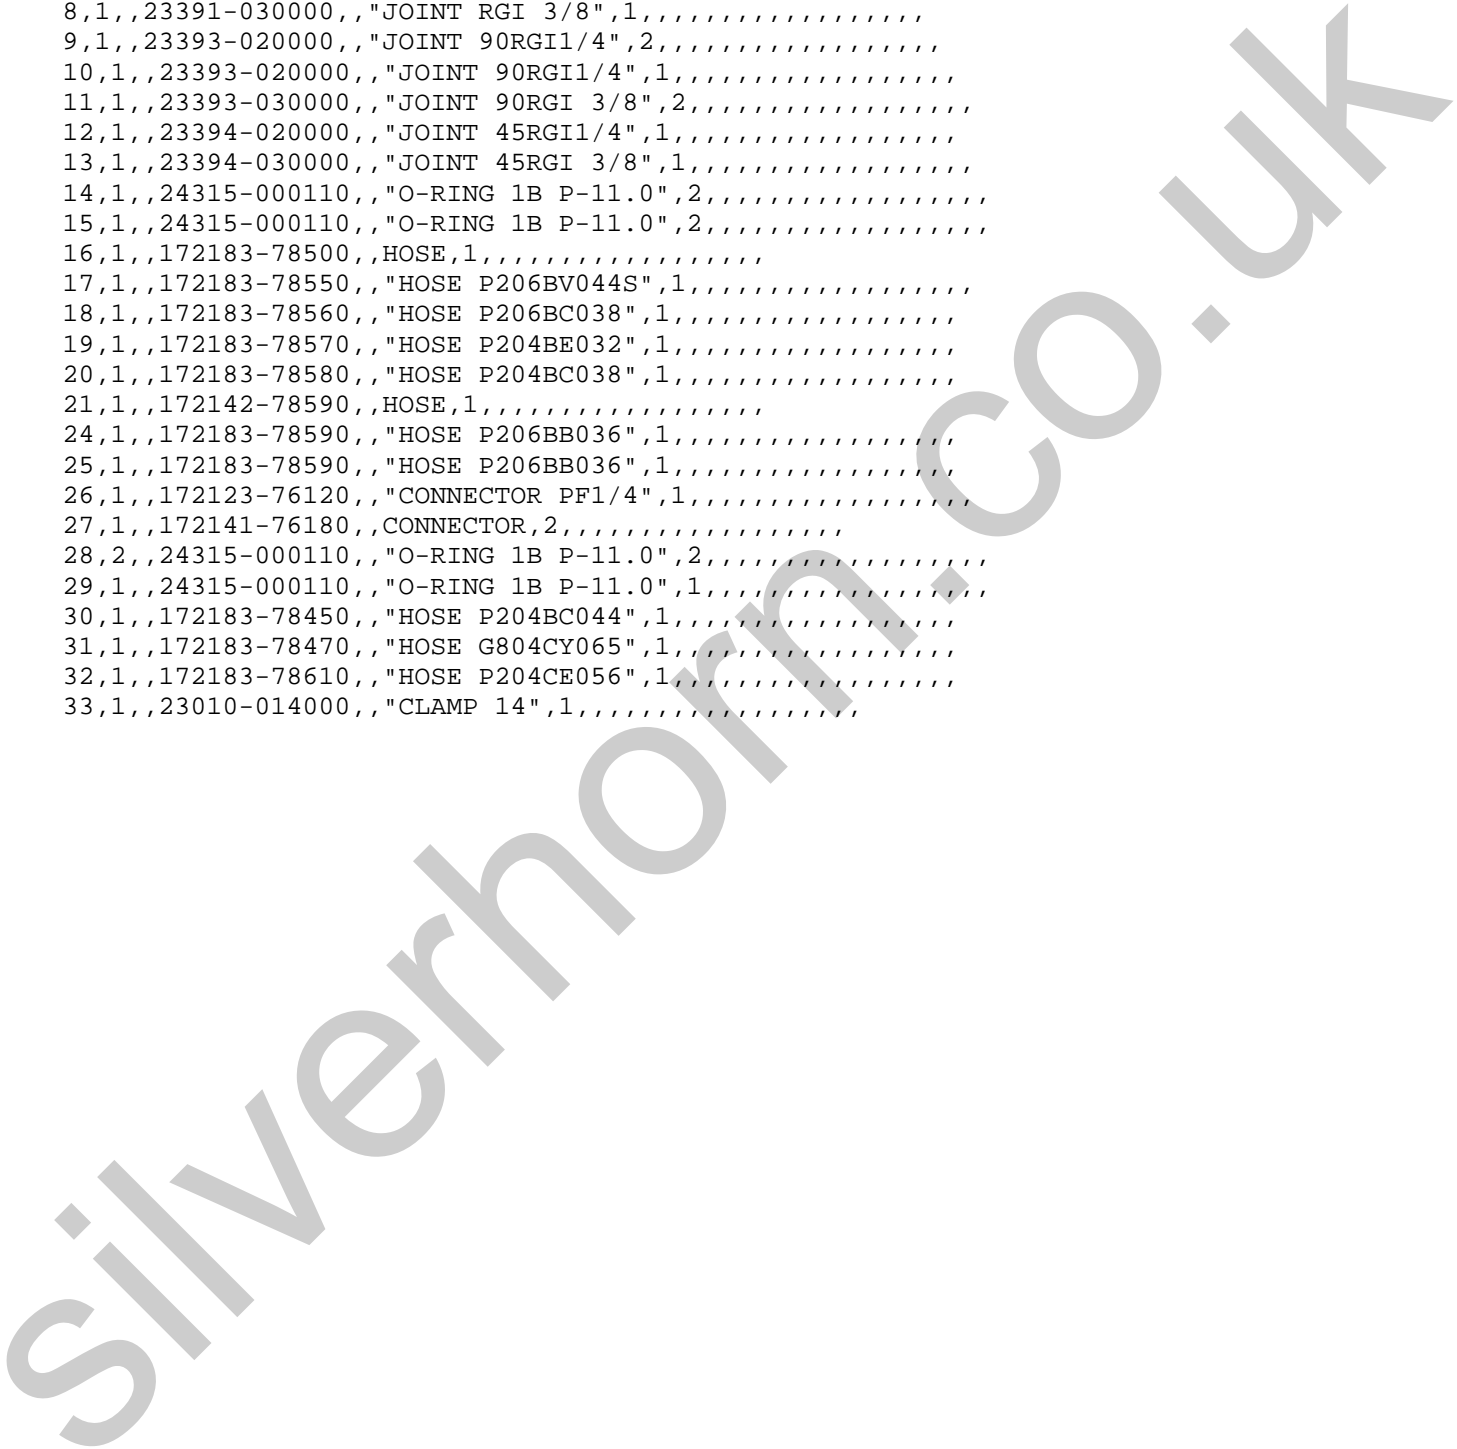 8,1,,23391-030000,,"JOINT RGI 3/8",1,,,,,,,,,,,,,,,,,,
9,1,,23393-020000,,"JOINT 90RGI1/4",2,,,,,,,,,,,,,,,,,,
10,1,,23393-020000,,"JOINT 90RGI1/4",1,,,,,,,,,,,,,,,,,,
11,1,,23393-030000,,"JOINT 90RGI 3/8",2,,,,,,,,,,,,,,,,,,
12,1,,23394-020000,,"JOINT 45RGI1/4",1,,,,,,,,,,,,,,,,,,
13,1,,23394-030000,,"JOINT 45RGI 3/8",1,,,,,,,,,,,,,,,,,,
14,1,,24315-000110,,"O-RING 1B P-11.0",2,,,,,,,,,,,,,,,,,,
15,1,,24315-000110,,"O-RING 1B P-11.0",2,,,,,,,,,,,,,,,,,,
16,1,,172183-78500,,HOSE,1,,,,,,,,,,,,,,,,,,
17,1,,172183-78550,,"HOSE P206BV044S",1,,,,,,,,,,,,,,,,,,
18,1,,172183-78560,,"HOSE P206BC038",1,,,,,,,,,,,,,,,,,,
19,1,,172183-78570,,"HOSE P204BE032",1,,,,,,,,,,,,,,,,,,
20,1,,172183-78580,,"HOSE P204BC038",1,,,,,,,,,,,,,,,,,,
21,1,,172142-78590,,HOSE,1,,,,,,,,,,,,,,,,,,
24,1,,172183-78590,,"HOSE P206BB036",1,,,,,,,,,,,,,,,,,,
25,1,,172183-78590,,"HOSE P206BB036",1,,,,,,,,,,,,,,,,,,
26,1,,172123-76120,,"CONNECTOR PF1/4",1,,,,,,,,,,,,,,,,,,
27,1,,172141-76180,,CONNECTOR,2,,,,,,,,,,,,,,,,,,
28,2,,24315-000110,,"O-RING 1B P-11.0",2,,,,,,,,,,,,,,,,,,
29,1,,24315-000110,,"O-RING 1B P-11.0",1,,,,,,,,,,,,,,,,,,
30,1,,172183-78450,,"HOSE P204BC044",1,,,,,,,,,,,,,,,,,,
31,1,,172183-78470,,"HOSE G804CY065",1,,,,,,,,,,,,,,,,,,
32,1,,172183-78610,,"HOSE P204CE056",1,,,,,,,,,,,,,,,,,,
33,1,,23010-014000,,"CLAMP 14",1,,,,,,,,,,,,,,,,,,
silverhorn.co.uk